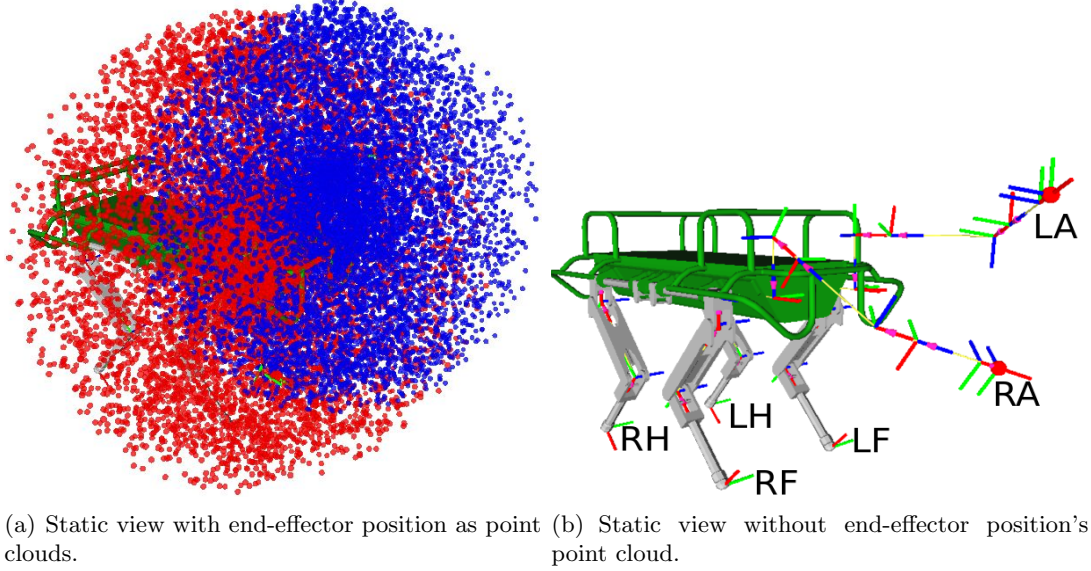 LA
RA
LH
RH
LF
RF
(a) Static view with end-effector position as point
clouds.
(b) Static view without end-effector position's
point cloud.